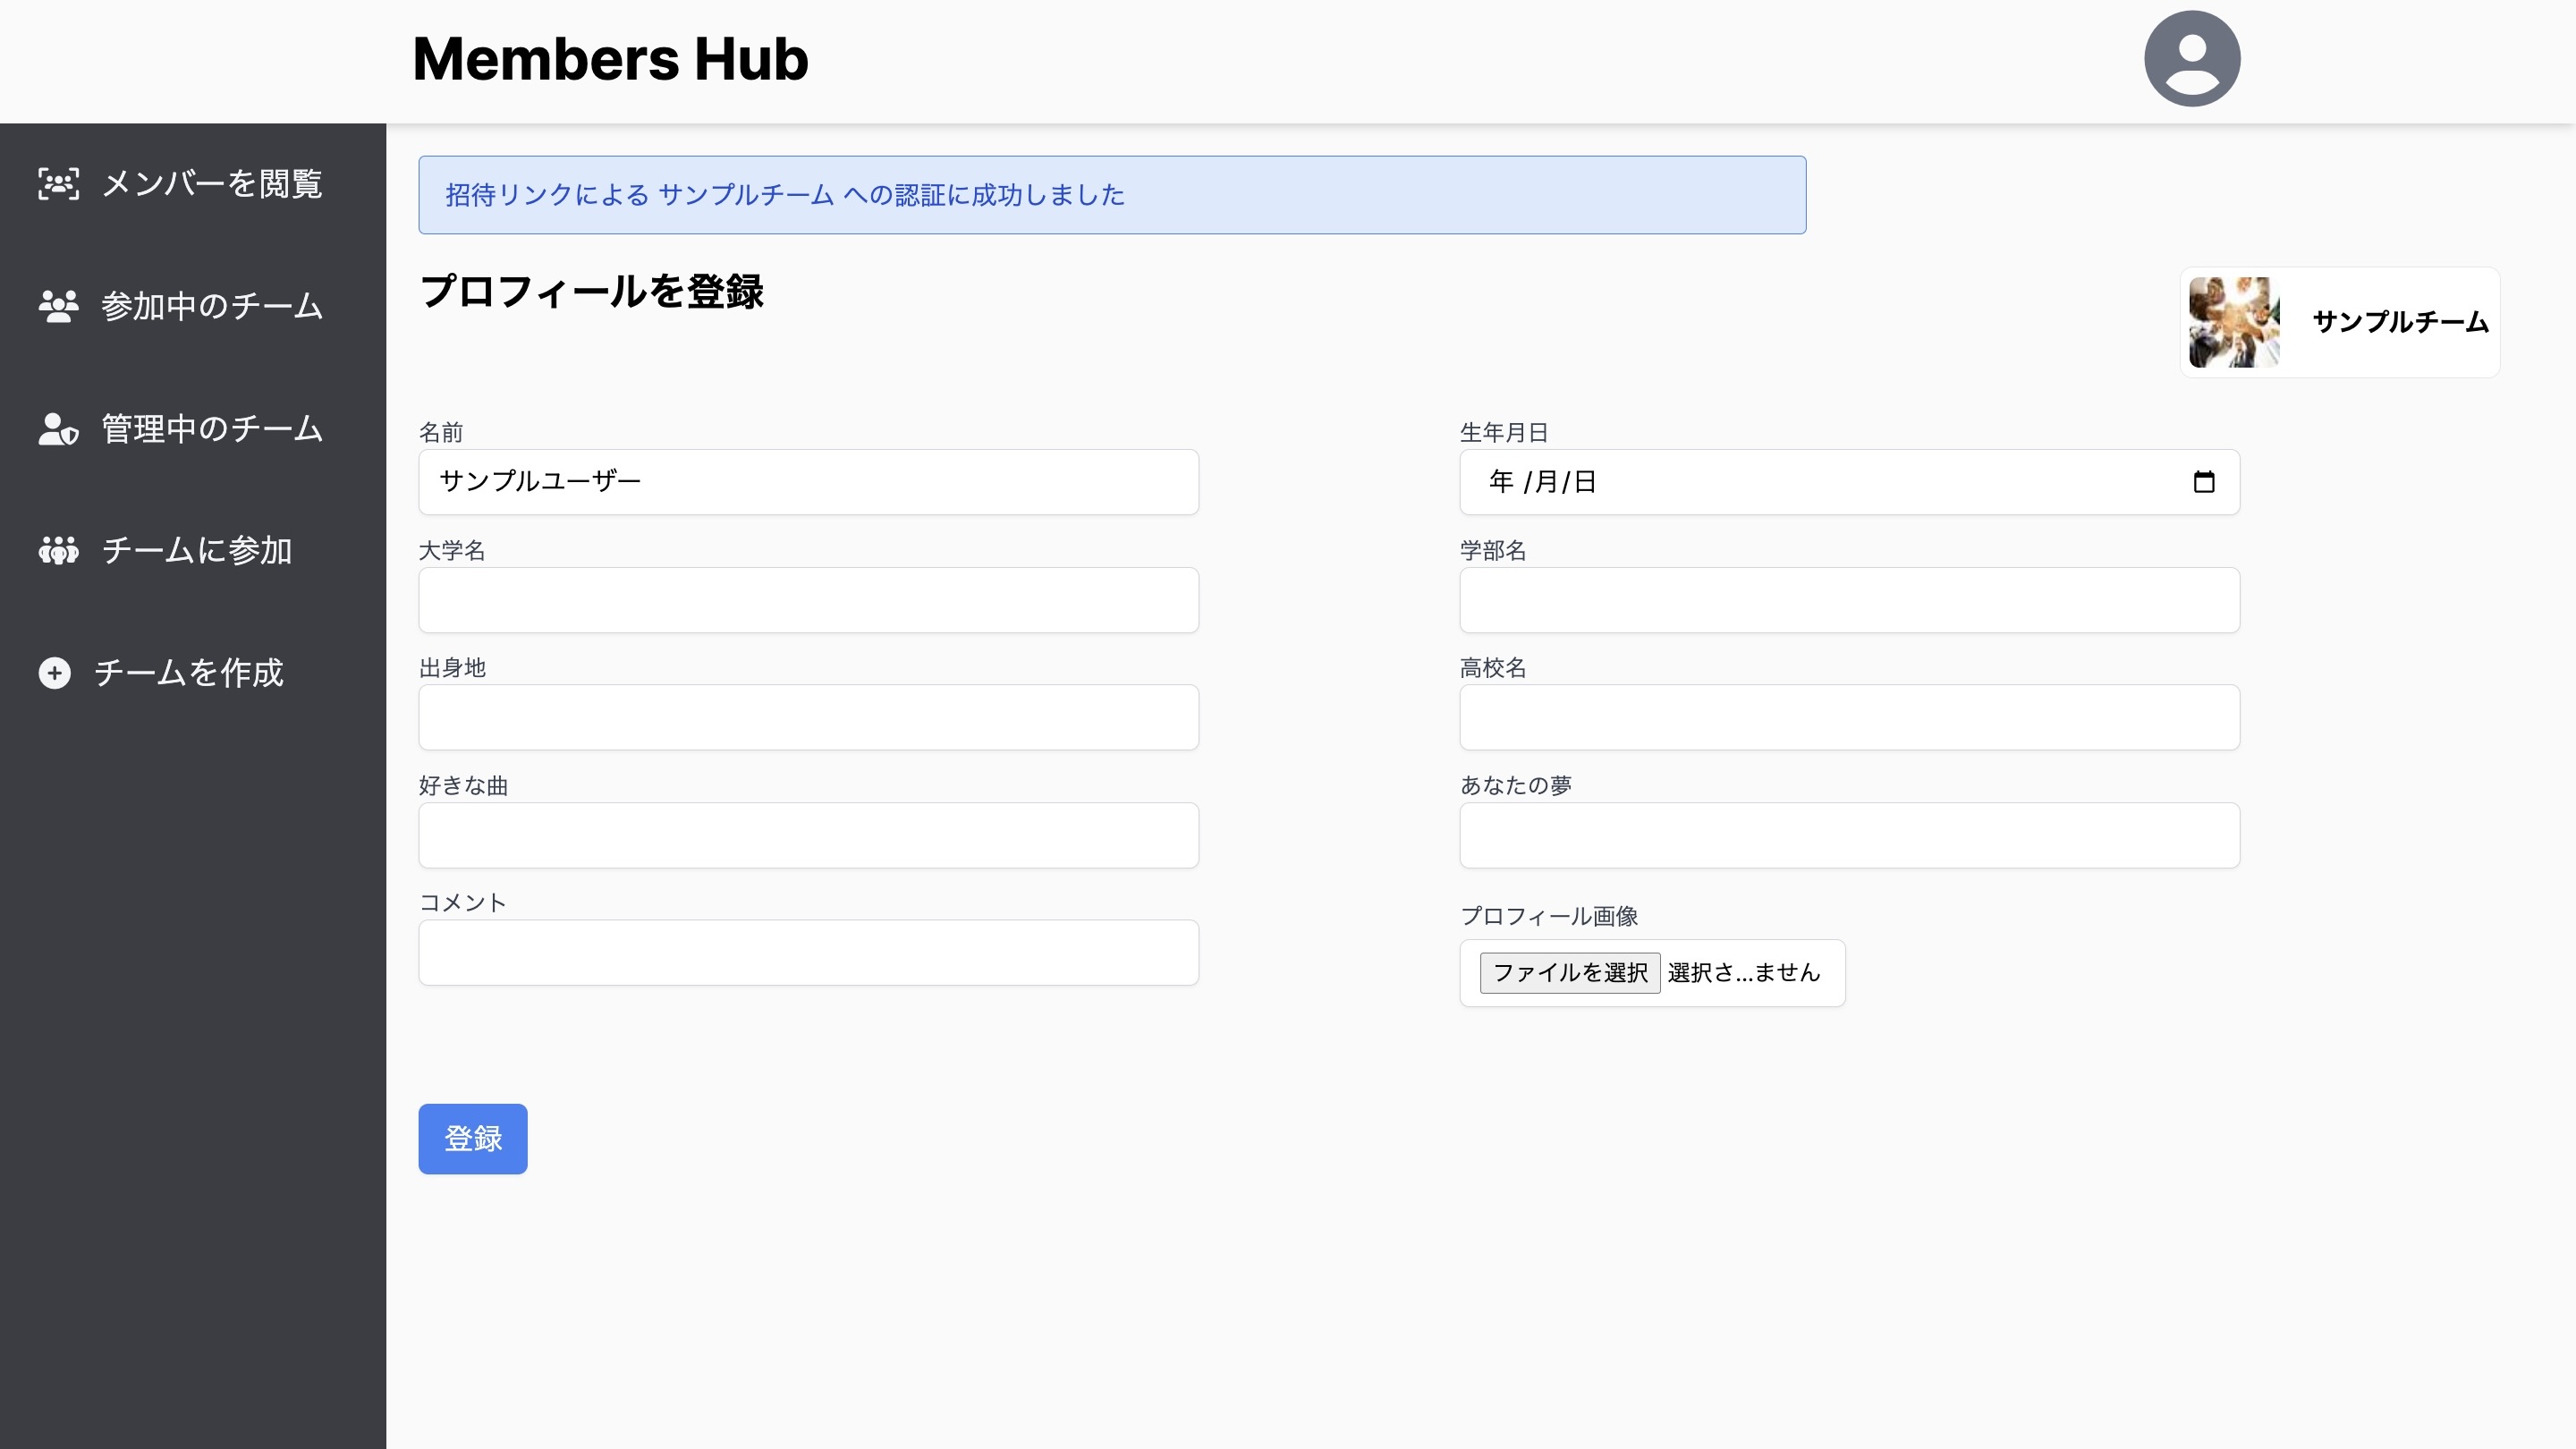 Members Hub
メンバーを閲覧
参加中のチーム
管理中のチーム
チームに参加
チームを作成
招待リンクによる サンプルチーム への認証に成功しました
プロフィールを登録
サンプルチーム
名前
サンプルユーザー
生年月日
年 /月/日
大学名
学部名
出身地
高校名
好きな曲
あなたの夢
コメント
プロフィール画像
ファイルを選択 選択さ...ません
登録